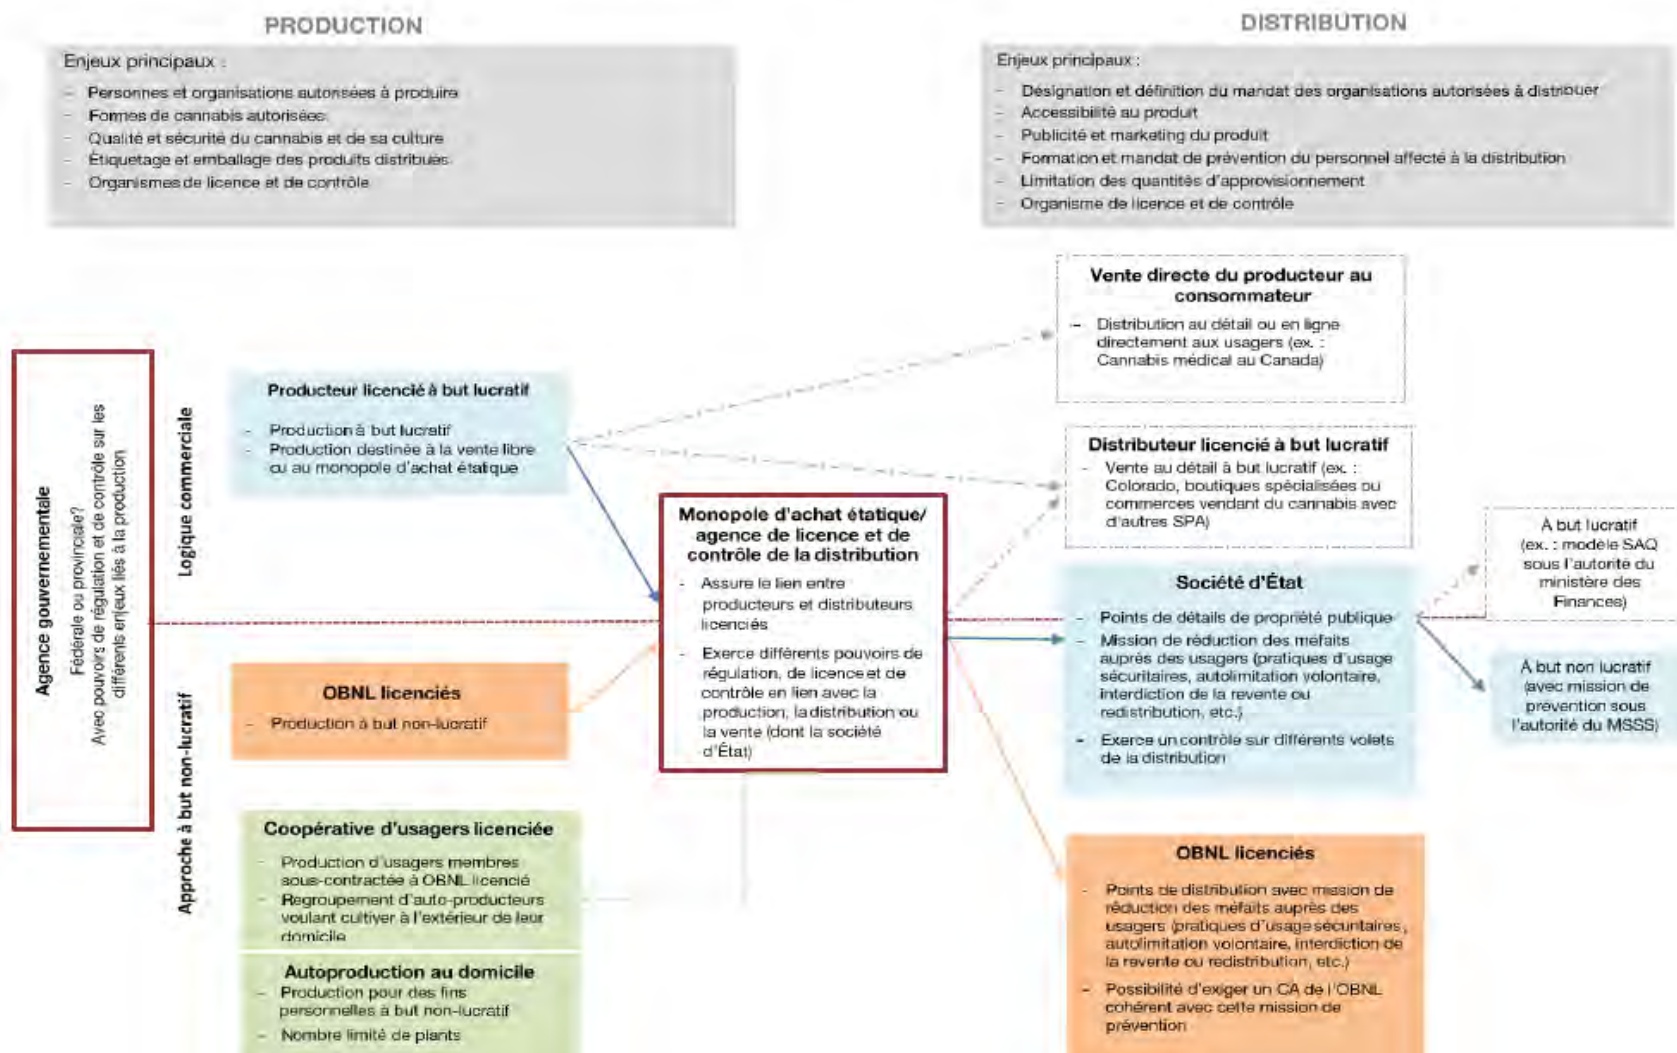 PRODUCTION
Enjeux principaux :
- Personnes et organisations autorisées à produire
- Formes de cannabis autorisées
- Qualité et sécurité du cannabis et de sa culture
- Étiquetage et emballage des produits distribués
- Organismes de licence et de contrôle
DISTRIBUTION
Enjeux principaux :
- Désignation et définition du mandat des organisations autorisées à distribuer
- Accessibilité au produit
- Publicité et marketing du produit
- Formation et mandat de prévention du personnel affecté à la distribution
- Limitation des quantités d'approvisionnement
- Organisme de licence et de contrôle
Agence gouvernementale
Fédérale ou provinciale?
Avec pouvoirs de régulation et de contrôle sur les
différents enjeux liés à la production
Logique commerciale
Approche à but non-lucratif
Producteur licencié à but lucratif
- Production à but lucratif
- Production destinée à la vente libre
ou au monopole d'achat étatique
OBNL licenciés
- Production à but non-lucratif
Coopérative d'usagers licenciée
- Production d'usagers membres
sous-contractée à OBNL licencié
- Regroupement d'auto-producteurs
voulant cultiver à l'extérieur de leur
domicile
Autoproduction au domicile
- Production pour des fins
personnelles à but non-lucratif
- Nombre limité de plants
Monopole d'achat étatique/
agence de licence et de
contrôle de la distribution
- Assure le lien entre
producteurs et distributeurs
licenciés
- Exerce différents pouvoirs de
régulation, de licence et de
contrôle en lien avec la
production, la distribution ou
la vente (dont la société
d'État)
Vente directe du producteur au
consommateur
- Distribution au détail ou en ligne
directement aux usagers (ex. :
Cannabis médical au Canada)
Distributeur licencié à but lucratif
- Vente au détail à but lucratif (ex. :
Colorado, boutiques spécialisées ou
commerces vendant du cannabis avec
d'autres SPA)
Société d'État
- Points de détails de propriété publique
- Mission de réduction des méfaits
auprès des usagers (pratiques d'usage
sécuritaires, autolimitation volontaire,
interdiction de la revente ou
redistribution, etc.)
- Exerce un contrôle sur différents volets
de la distribution
OBNL licenciés
- Points de distribution avec mission de
réduction des méfaits auprès des
usagers (pratiques d'usage sécuritaires,
autolimitation volontaire, interdiction de
la revente ou redistribution, etc.)
- Possibilité d'exiger un CA de l'OBNL
cohérent avec cette mission de
prévention
À but lucratif
(ex. : modèle SAQ
sous l'autorité du
ministère des
Finances)
À but non lucratif
(avec mission de
prévention sous
l'autorité du MSSS)